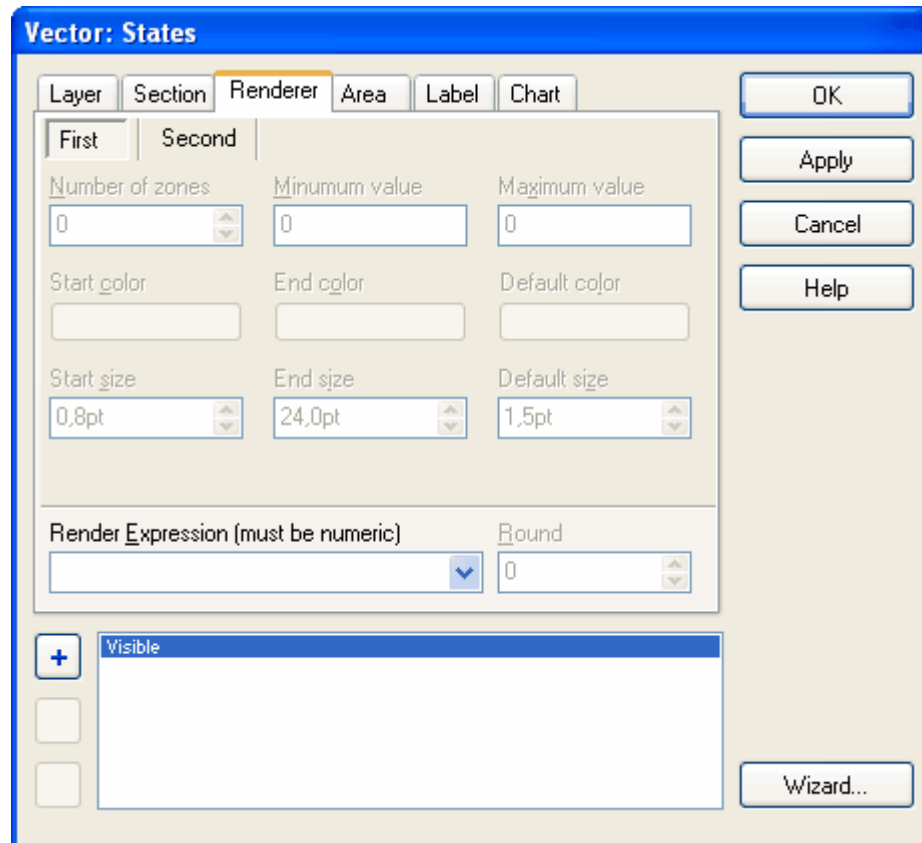 Vector: States
Layer Section Renderer Area Label Chart
OK
First Second
Apply
Number of zones Minumum value Maximum value
0 0 0
Cancel
Start color End color Default color
Help
Start size End size Default size
0,8pt 24,0pt 1,5pt
Render Expression (must be numeric) Round
0
+ Visible
Wizard...